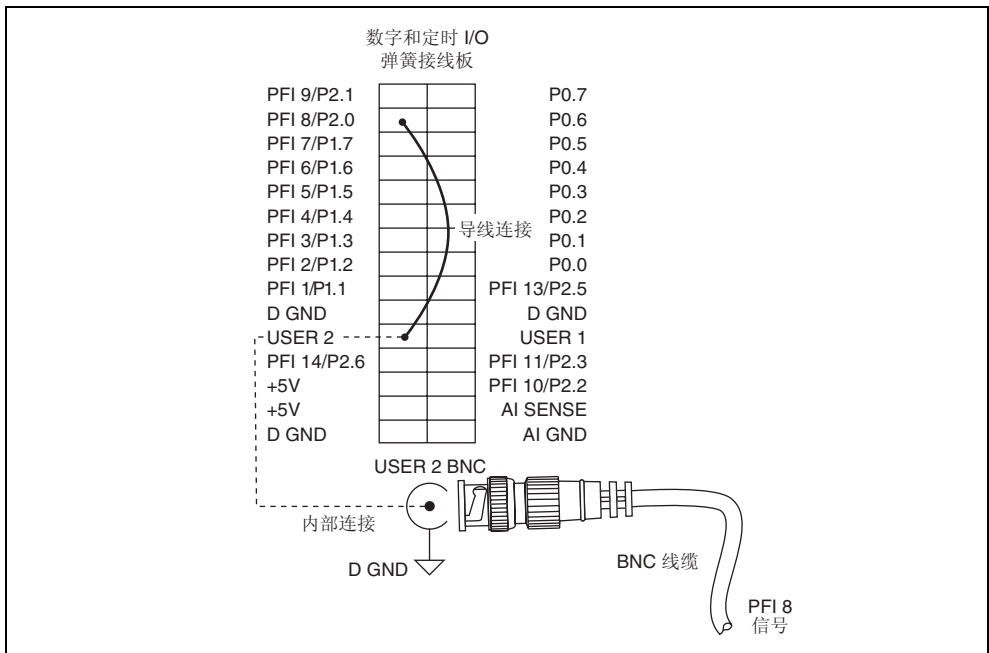 数字和定时 I/O
弹簧接线板
PFI 9/P2.1 P0.7
PFI 8/P2.0 P0.6
PFI 7/P1.7 P0.5
PFI 6/P1.6 P0.4
PFI 5/P1.5 P0.3
PFI 4/P1.4 P0.2
导线连接
PFI 3/P1.3 P0.1
PFI 2/P1.2 P0.0
PFI 1/P1.1 PFI 13/P2.5
D GND D GND
USER 2 USER 1
PFI 14/P2.6 PFI 11/P2.3
+5V PFI 10/P2.2
+5V AI SENSE
D GND AI GND
USER 2 BNC
内部连接
D GND
BNC 线缆
PFI 8
信号